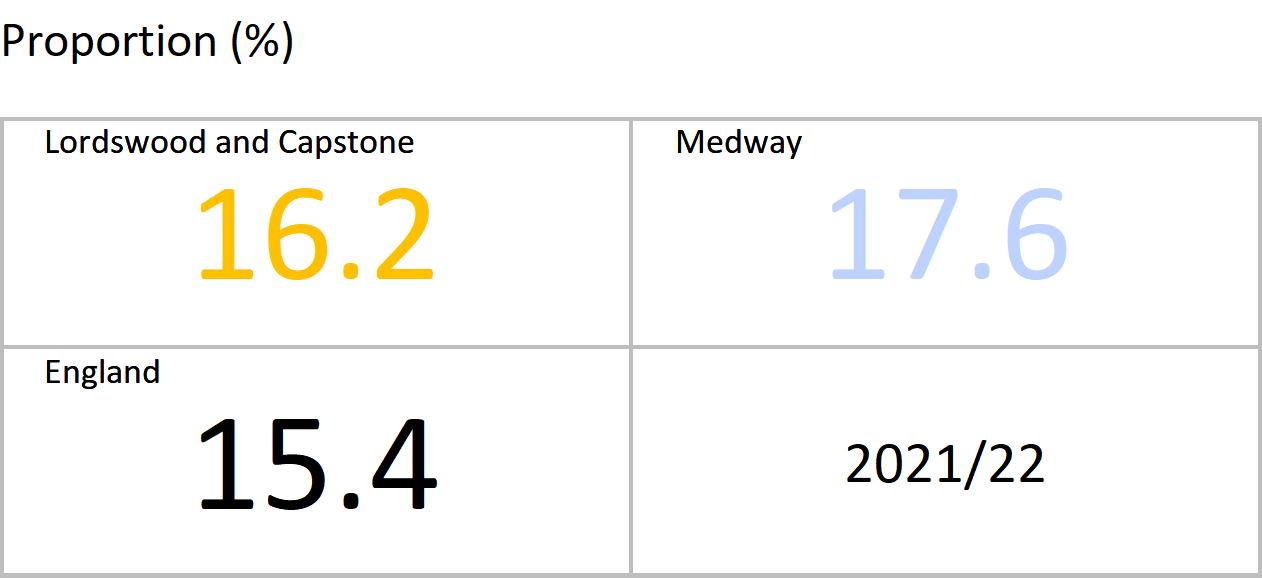 Proportion (%)
Lordswood and Capstone
16.2
Medway
17.6
England
15.4
2021/22